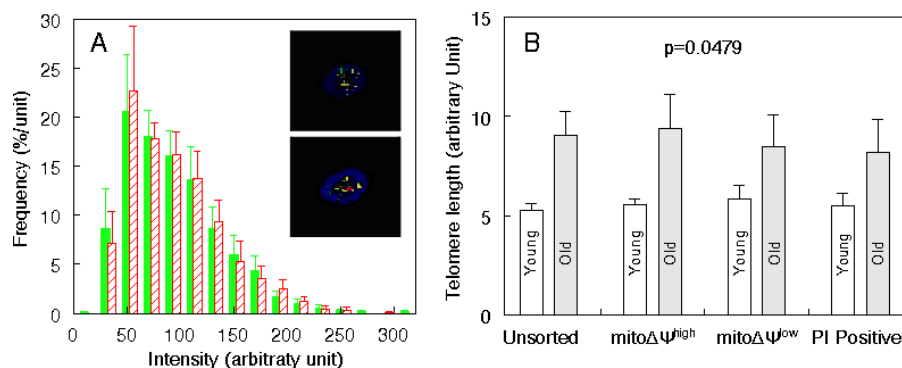 A
Frequency (%/unit)
30
25
20
15
10
5
0
0 50 100 150 200 250 300
Intensity (arbitraty unit)
B
p=0.0479
Telomere length (arbitrary Unit)
15
10
5
0
Young Old Young Old Young Old Young Old
Unsorted mitoΔΨhigh mitoΔΨlow PI Positive